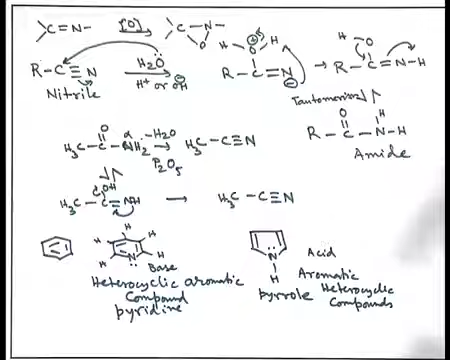 >C=N- [O] >C-N-
O
R-C≡N H₂O H⁺ or OH⊖
Nitrile
H O⊕ H
R-C=N⊖ → H-O R-C=N-H
Tautomerism
O H
R-C-N-H
Amide
O α
H₃C-C-NH₂ -H₂O → H₃C-C≡N
P₂O₅
OH
H₃C-C=NH → H₃C-C≡N
H H H H H N
Base
Heterocyclic aromatic
Compound
pyridine
N
H
pyrrole
Acid
Aromatic
Heterocyclic
Compounds